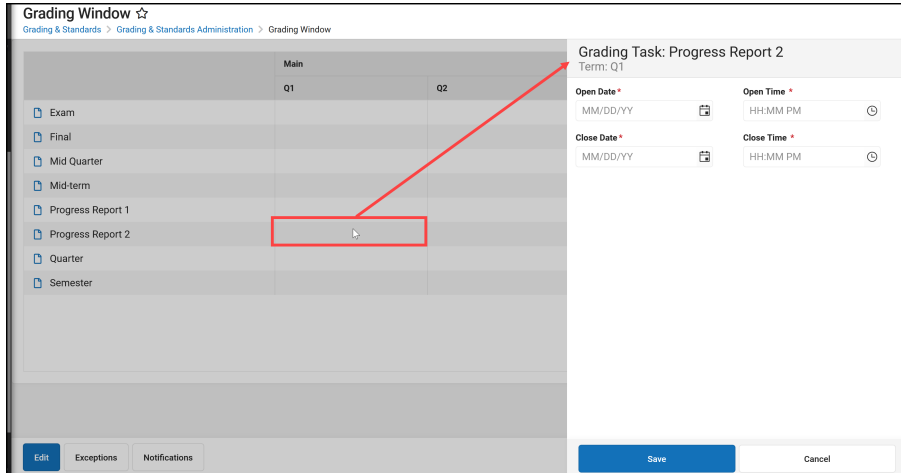 Grading Window
Grading & Standards > Grading & Standards Administration > Grading Window
Main
Q1 Q2
Exam
Final
Mid Quarter
Mid-term
Progress Report 1
Progress Report 2
Quarter
Semester
Edit Exceptions Notifications
Grading Task: Progress Report 2
Term: Q1
Open Date * Open Time *
MM/DD/YY HH:MM PM
Close Date * Close Time *
MM/DD/YY HH:MM PM
Save Cancel